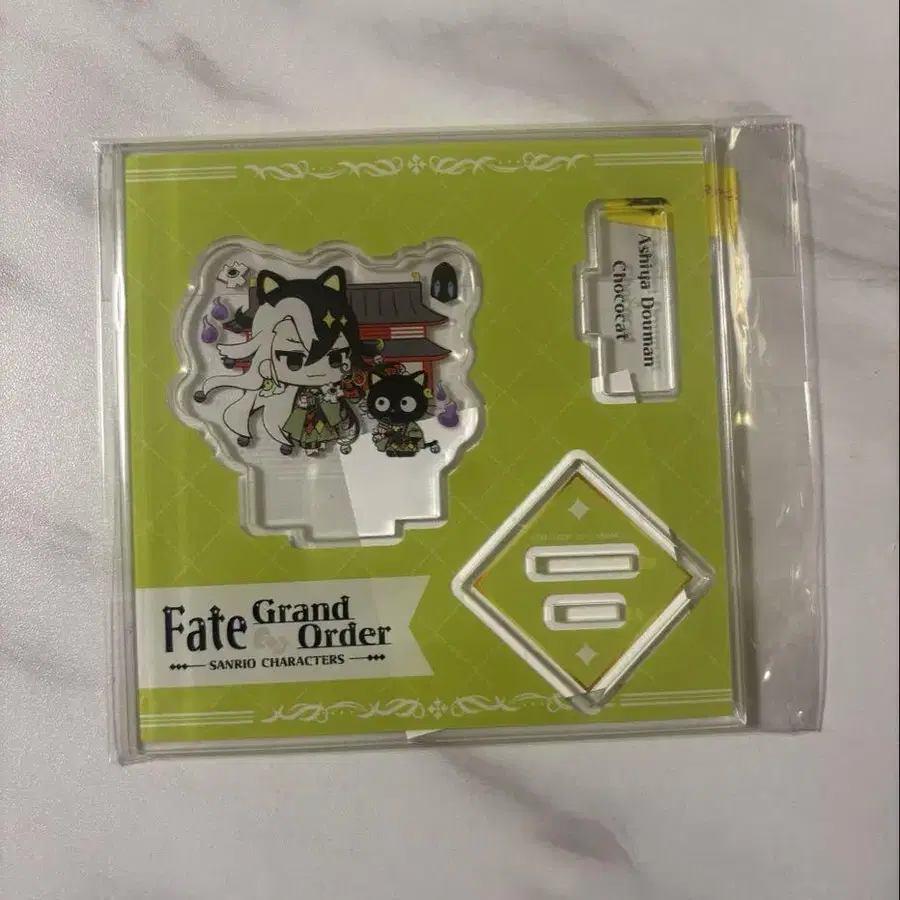 Ashiya Douman
Chococat
Fate
Grand
Order
SANRIO CHARACTERS